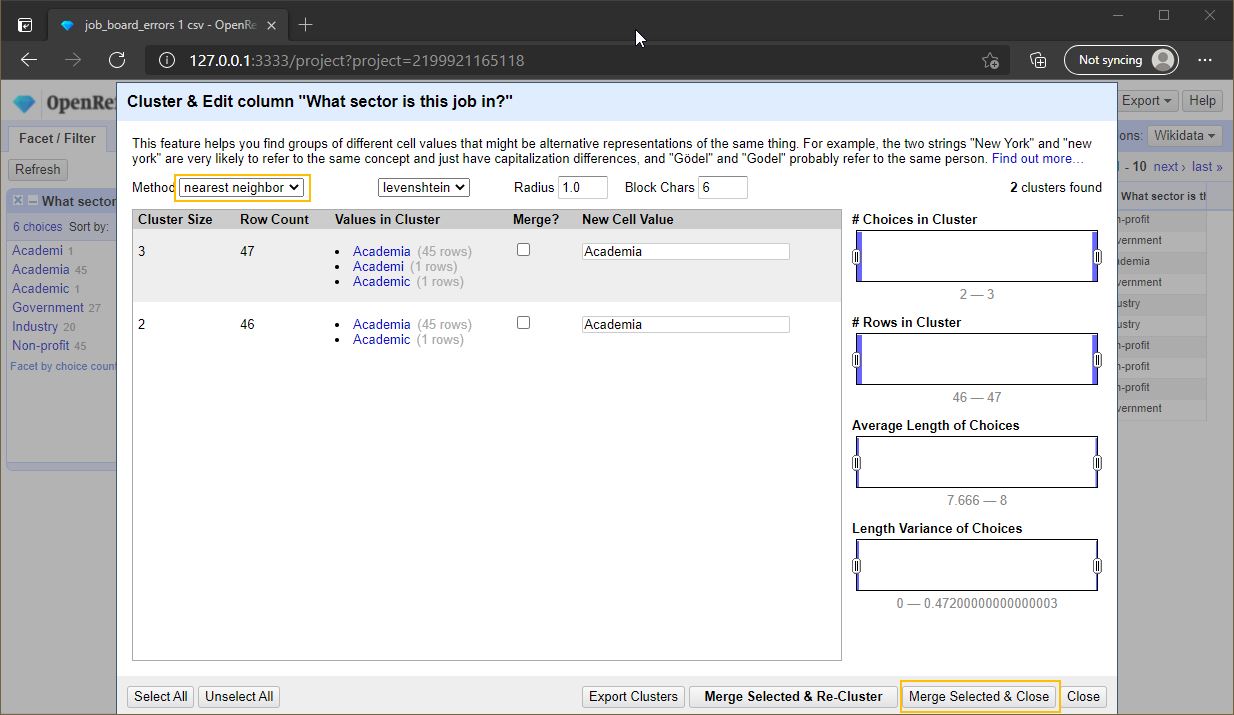 job_board_errors 1 csv - OpenRe
127.0.0.1:3333/project?project=2199921165118
Not syncing
OpenRef
Export
Help
Cluster & Edit column "What sector is this job in?"
Facet / Filter
ons:
Wikidata
This feature helps you find groups of different cell values that might be alternative representations of the same thing. For example, the two strings "New York" and "new
york" are very likely to refer to the same concept and just have capitalization differences, and "Gödel" and "Godel" probably refer to the same person. Find out more…
Refresh
- 10 next › last »
Method nearest neighbor levenshtein Radius 1.0 Block Chars 6 2 clusters found
What sector
6 choices Sort by:
Academi 1
Academia 45
Academic 1
Government 27
Industry 20
Non-profit 45
Facet by choice count
Cluster Size Row Count Values in Cluster Merge? New Cell Value
3 47
Academia (45 rows)
Academi (1 rows)
Academic (1 rows)
Academia
2 46
Academia (45 rows)
Academic (1 rows)
Academia
# Choices in Cluster
2 — 3
# Rows in Cluster
46 — 47
Average Length of Choices
7.666 — 8
Length Variance of Choices
0 — 0.47200000000000003
What sector is th
n-profit
vernment
ademia
vernment
ustry
ustry
n-profit
n-profit
n-profit
vernment
Select All
Unselect All
Export Clusters
Merge Selected & Re-Cluster
Merge Selected & Close
Close